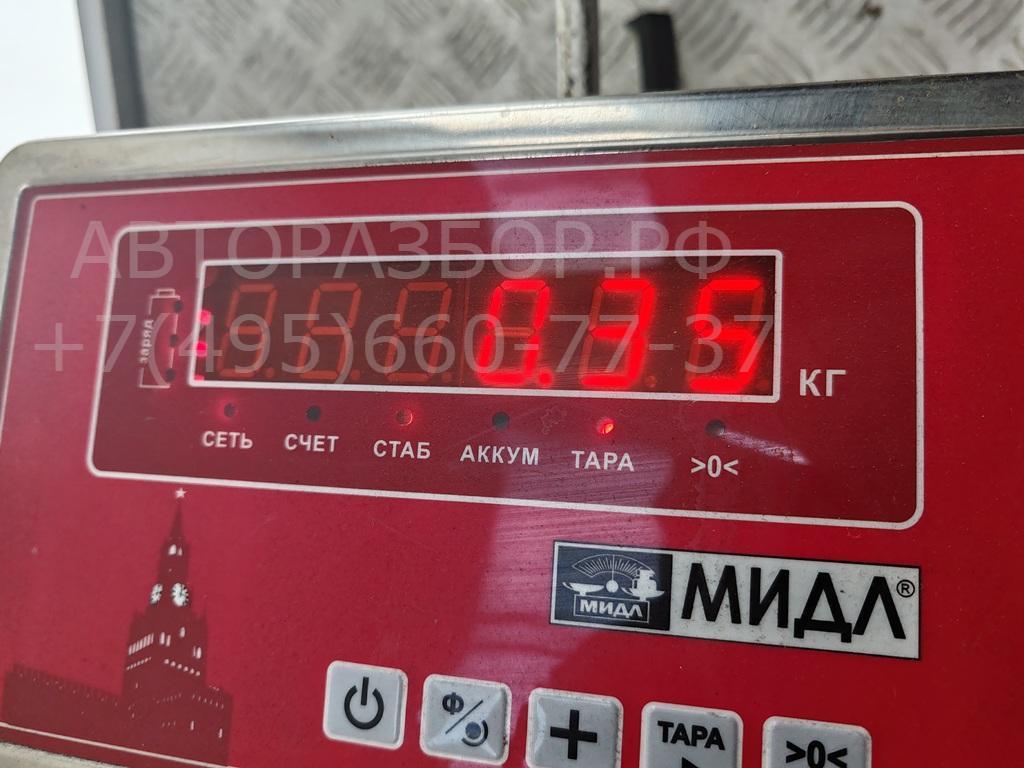 АВТОРАЗБОР.РФ
+7(495)660-77-37
заряд
0.35
КГ
СЕТЬ СЧЕТ СТАБ АККУМ ТАРА >0<
МИДЛ МИДЛ®
Ф
+ ТАРА >0<